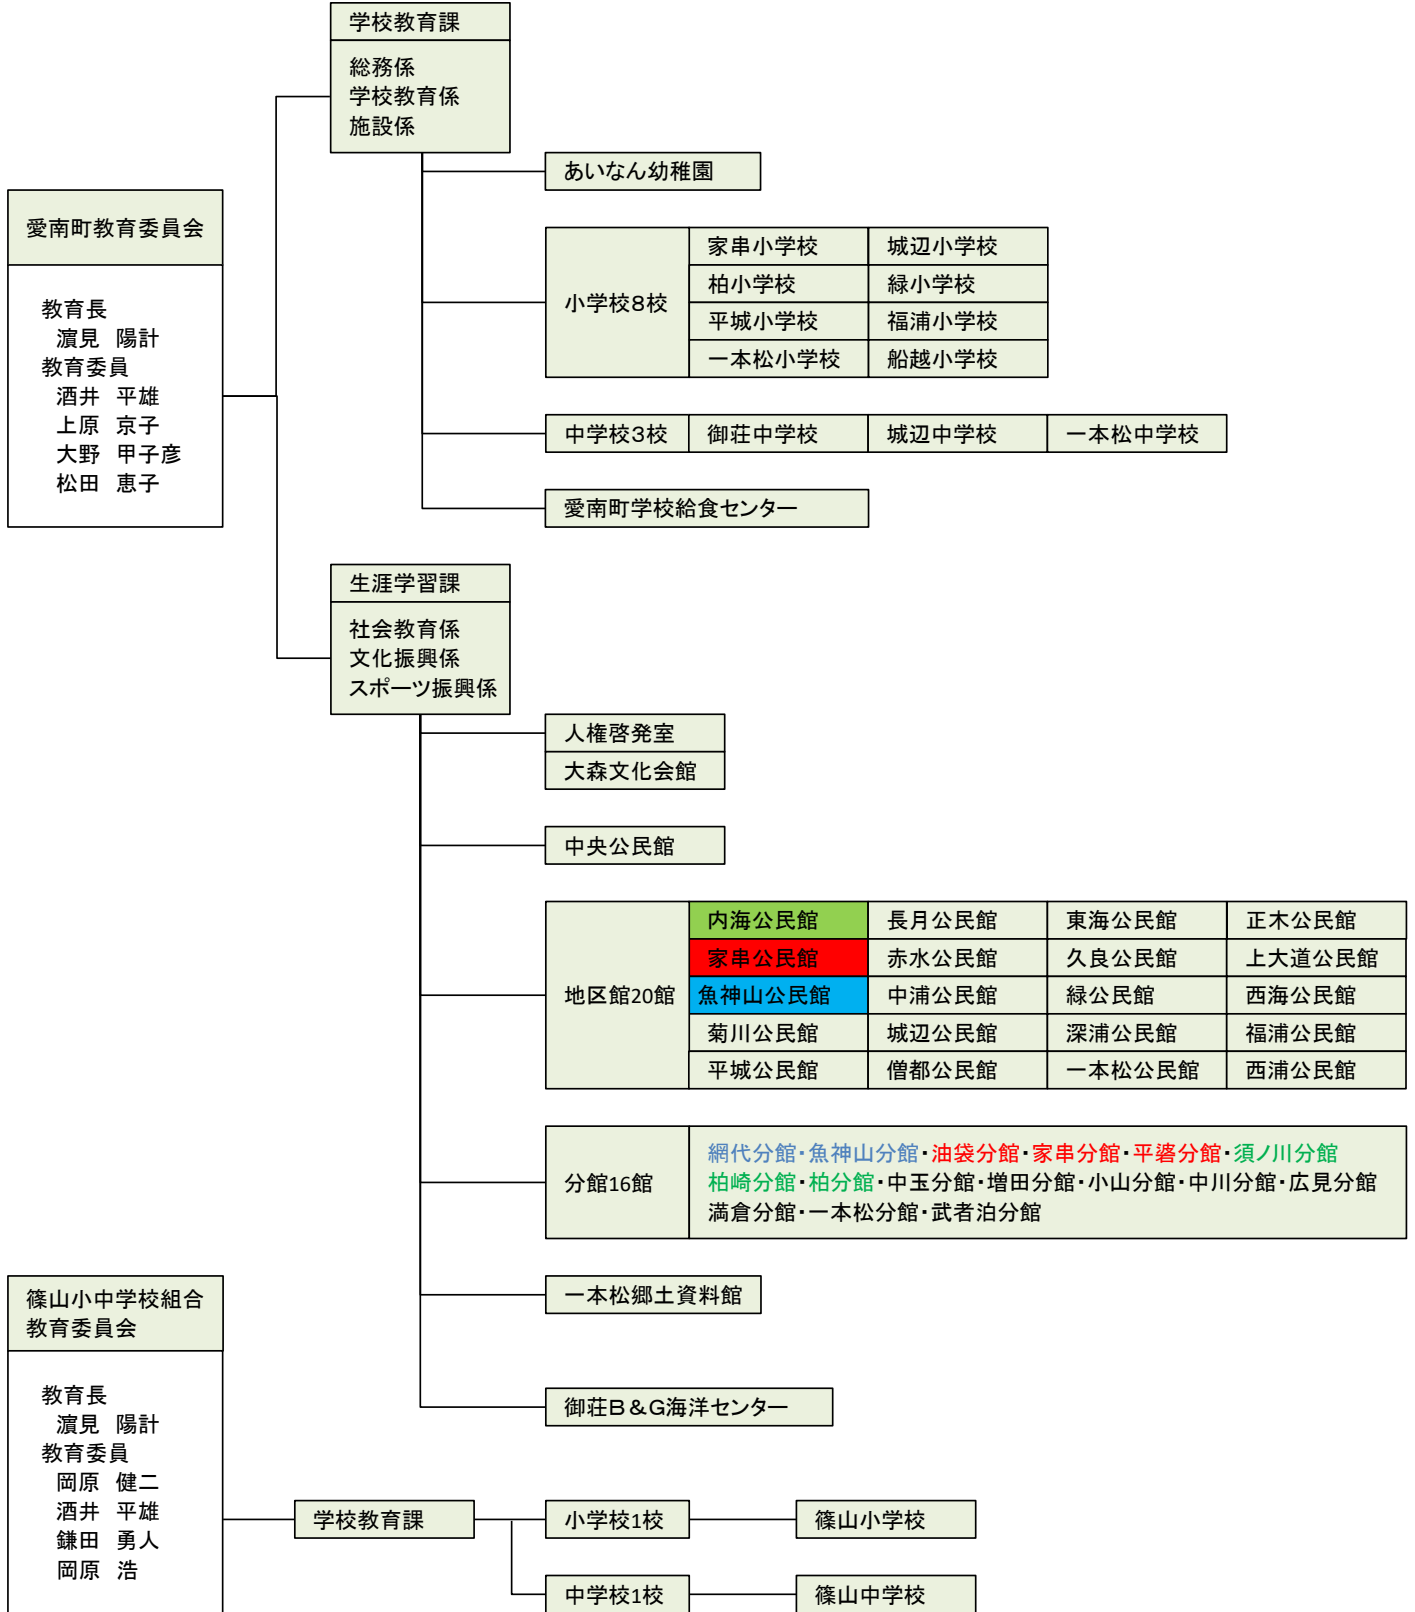 学校教育課
総務係
学校教育係
施設係
あいなん幼稚園
愛南町教育委員会
教育長
濵見 陽計
教育委員
酒井 平雄
上原 京子
大野 甲子彦
松田 恵子
小学校8校
家串小学校 城辺小学校
柏小学校 緑小学校
平城小学校 福浦小学校
一本松小学校 船越小学校
中学校3校 御荘中学校 城辺中学校 一本松中学校
愛南町学校給食センター
生涯学習課
社会教育係
文化振興係
スポーツ振興係
人権啓発室
大森文化会館
中央公民館
地区館20館
内海公民館 長月公民館 東海公民館 正木公民館
家串公民館 赤水公民館 久良公民館 上大道公民館
魚神山公民館 中浦公民館 緑公民館 西海公民館
菊川公民館 城辺公民館 深浦公民館 福浦公民館
平城公民館 僧都公民館 一本松公民館 西浦公民館
分館16館
網代分館・魚神山分館・油袋分館・家串分館・平碆分館・須ノ川分館
柏崎分館・柏分館・中玉分館・増田分館・小山分館・中川分館・広見分館
満倉分館・一本松分館・武者泊分館
一本松郷土資料館
御荘B&G海洋センター
篠山小中学校組合
教育委員会
教育長
濵見 陽計
教育委員
岡原 健二
酒井 平雄
鎌田 勇人
岡原 浩
学校教育課
小学校1校 篠山小学校
中学校1校 篠山中学校